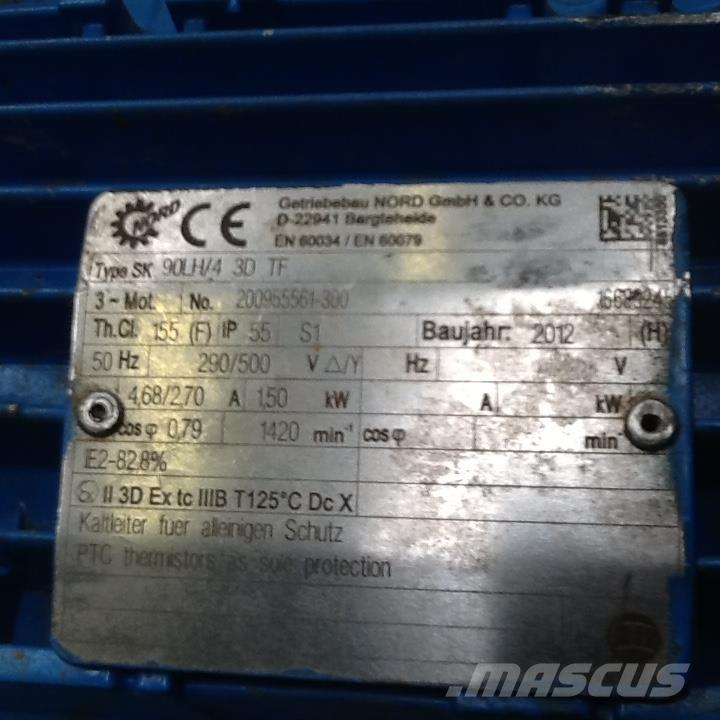 NORD CE
Getriebebau NORD GmbH & CO. KG
D-22941 Bargteheide
EN 60034 / EN 60079
Type SK 90LH/4 3D TF
3~Mot. No. 200955561-300
Th.Cl. 155 (F) IP 55 S1 Baujahr: 2012 (H)
50 Hz 290/500 V △/Y Hz V
4,68/2,70 A 1,50 kW A kW
cos φ 0,79 1420 min⁻¹ cos φ min⁻¹
IE2-82,8%
II 3D Ex tc IIIB T125°C Dc X
Kaltleiter fuer alleinigen Schutz
PTC thermistors as sole protection
MASCUS